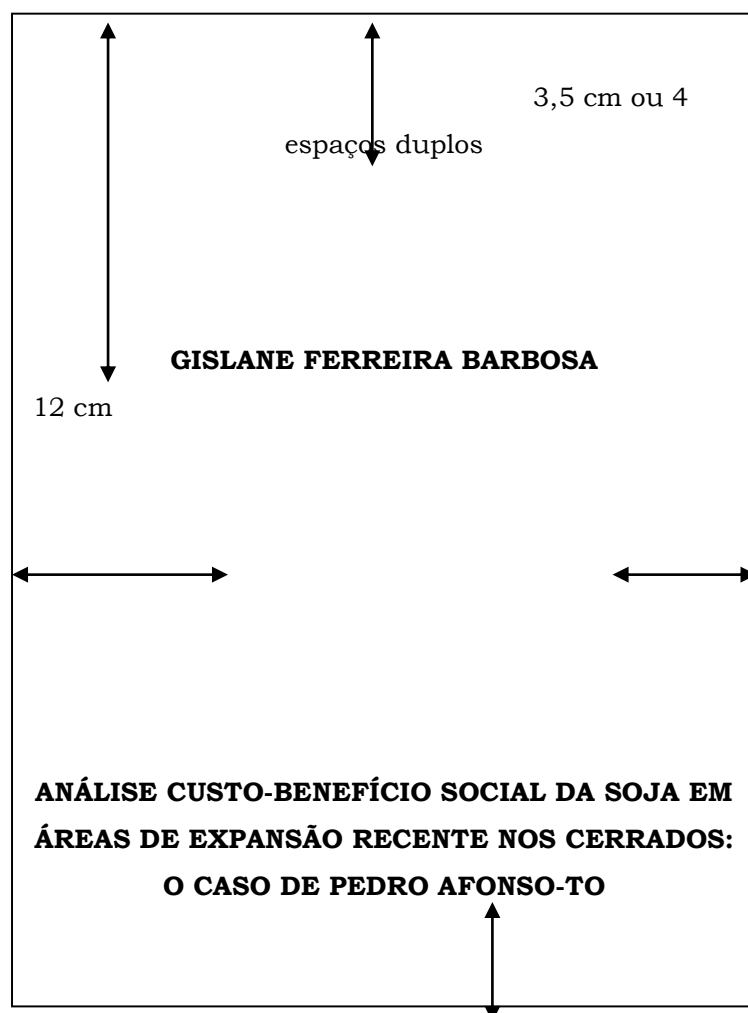 3,5 cm ou 4
espaços duplos
GISLANE FERREIRA BARBOSA
12 cm
ANÁLISE CUSTO-BENEFÍCIO SOCIAL DA SOJA EM
ÁREAS DE EXPANSÃO RECENTE NOS CERRADOS:
O CASO DE PEDRO AFONSO-TO